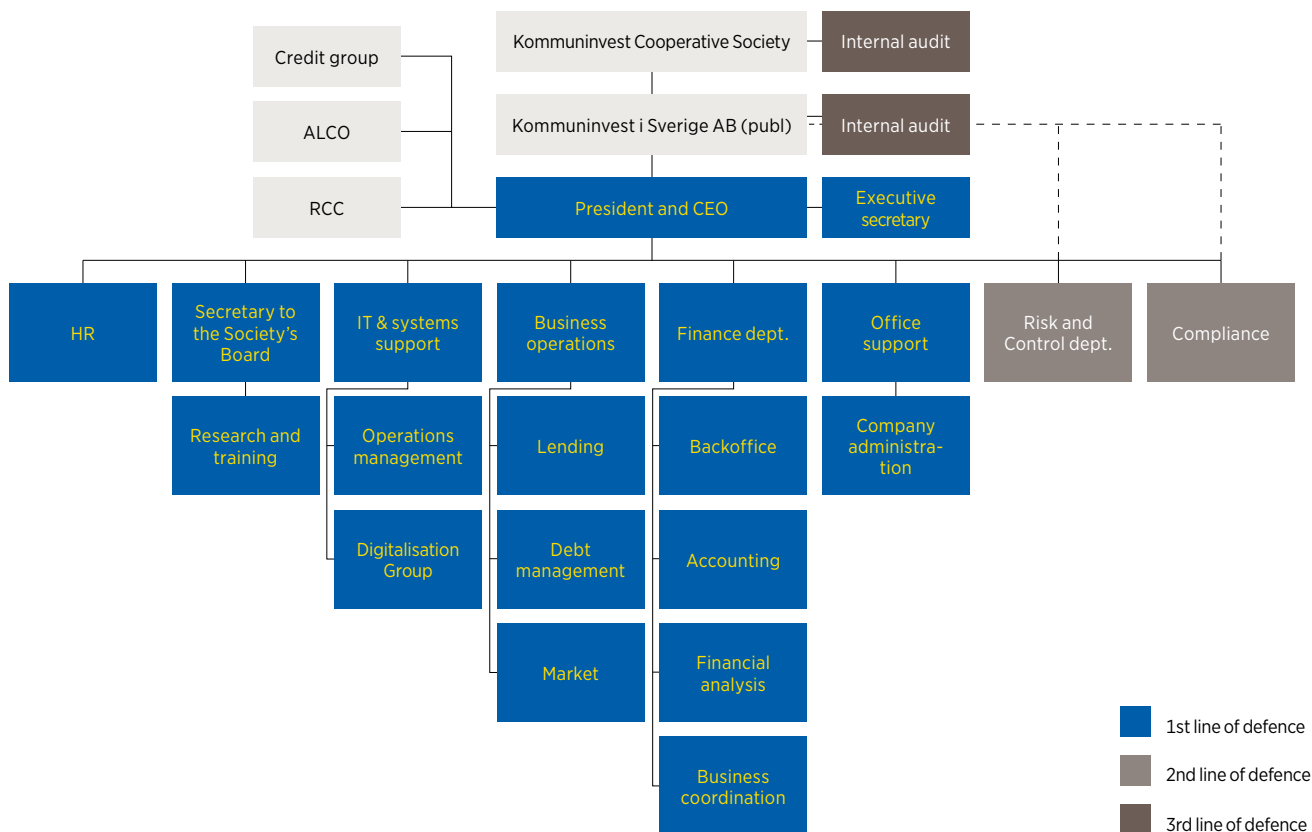 Credit group
Kommuninvest Cooperative Society
Internal audit
ALCO
Kommuninvest i Sverige AB (publ)
Internal audit
RCC
President and CEO
Executive
secretary
HR
Secretary to
the Society's
Board
IT & systems
support
Business
operations
Finance dept.
Office
support
Risk and
Control dept.
Compliance
Research and
training
Operations
management
Lending
Backoffice
Company
administra-
tion
Digitalisation
Group
Debt
management
Accounting
Market
Financial
analysis
Business
coordination
1st line of defence
2nd line of defence
3rd line of defence